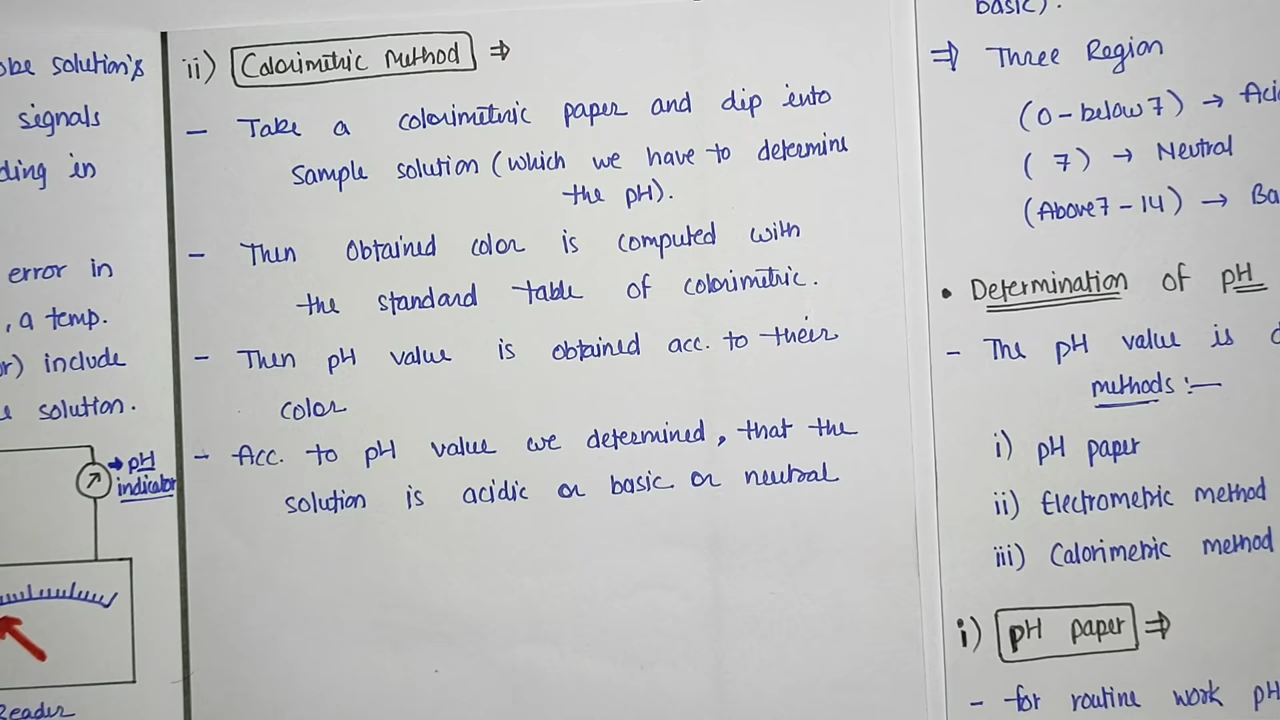 solution's
signals
in
error in
, a temp.
include
solution.
→ pH
indicator
ii) Calorimetric Method ⇒
- Take a colorimetric paper and dip into
Sample solution (which we have to determine
the pH).
- Then Obtained color is computed with
the standard table of colorimetric.
- Then pH value is obtained acc. to their
color
- Acc. to pH value we determined, that the
solution is acidic or basic or neutral
basic).
⇒ Three Region
(0 - below 7) →
(7) → Neutral
(Above 7 - 14) →
• Determination of pH
- The pH value is
methods :-
i) pH paper
ii) Electrometric method
iii) Calorimetric method
i) pH paper ⇒
- for routine work pH